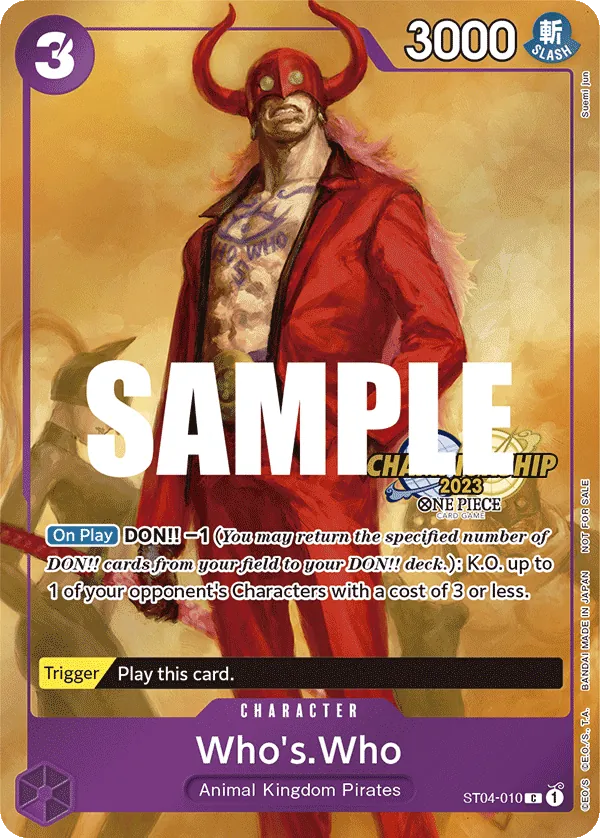 3
3000
斬
SLASH
Suemi Jun
HO
WHO
S
SAMPLE
CHAMPIONSHIP
2023
ONE PIECE
CARD GAME
On Play DON!! −1 (You may return the specified number of
DON!! cards from your field to your DON!! deck.): K.O. up to
1 of your opponent's Characters with a cost of 3 or less.
Trigger Play this card.
CHARACTER
Who's.Who
Animal Kingdom Pirates
ST04-010 C 1
©E.O./S ©E.O./S., T.A. BANDAI MADE IN JAPAN NOT FOR SALE